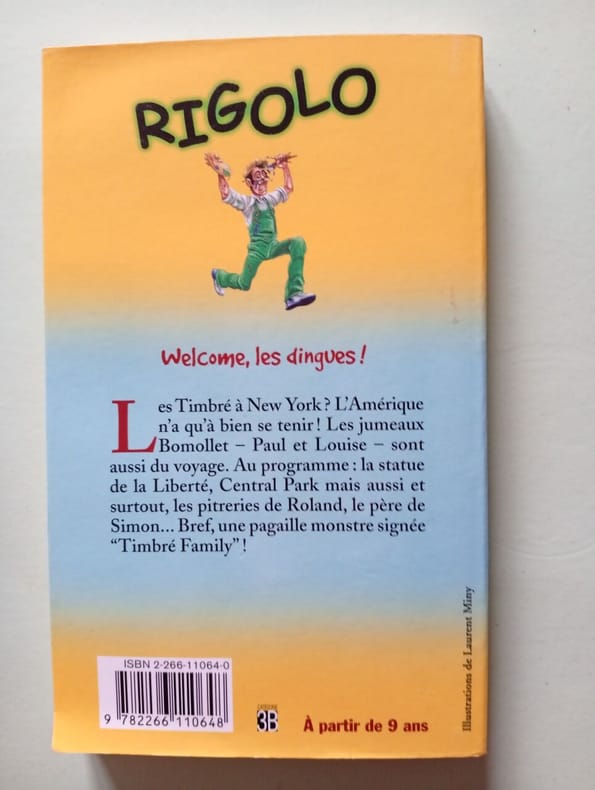 RIGOLO
Welcome, les dingues !
Les Timbré à New York ? L'Amérique
n'a qu'à bien se tenir ! Les jumeaux
Bomollet – Paul et Louise – sont
aussi du voyage. Au programme : la statue
de la Liberté, Central Park mais aussi et
surtout, les pitreries de Roland, le père de
Simon... Bref, une pagaille monstre signée
“Timbré Family” !
Illustrations de Laurent Miny
ISBN 2-266-11064-0
9 782266 110648
CATÉGORIE
3B
À partir de 9 ans